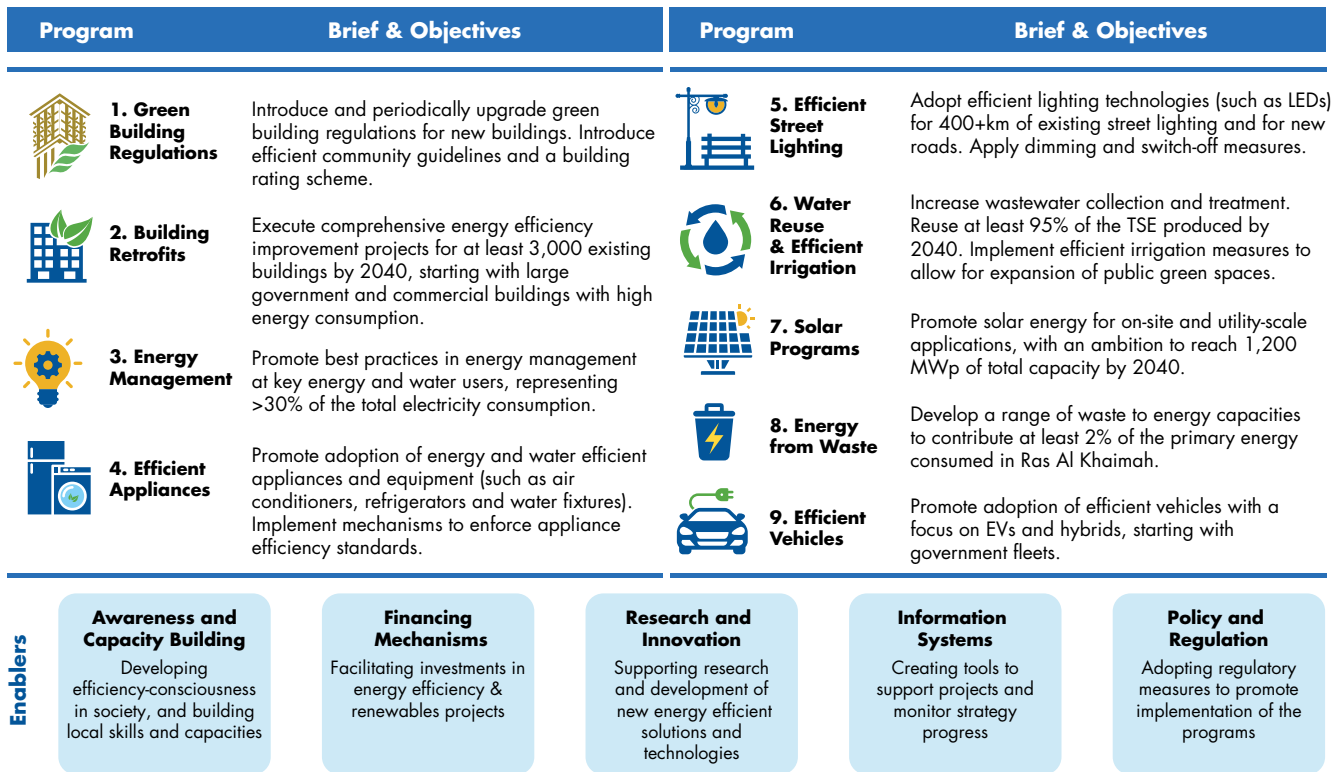 Program
Brief & Objectives
1. Green
Building
Regulations
Introduce and periodically upgrade green
building regulations for new buildings. Introduce
efficient community guidelines and a building
rating scheme.
2. Building
Retrofits
Execute comprehensive energy efficiency
improvement projects for at least 3,000 existing
buildings by 2040, starting with large
government and commercial buildings with high
energy consumption.
3. Energy
Management
Promote best practices in energy management
at key energy and water users, representing
>30% of the total electricity consumption.
4. Efficient
Appliances
Promote adoption of energy and water efficient
appliances and equipment (such as air
conditioners, refrigerators and water fixtures).
Implement mechanisms to enforce appliance
efficiency standards.
Program
Brief & Objectives
5. Efficient
Street
Lighting
Adopt efficient lighting technologies (such as LEDs)
for 400+km of existing street lighting and for new
roads. Apply dimming and switch-off measures.
6. Water
Reuse
& Efficient
Irrigation
Increase wastewater collection and treatment.
Reuse at least 95% of the TSE produced by
2040. Implement efficient irrigation measures to
allow for expansion of public green spaces.
7. Solar
Programs
Promote solar energy for on-site and utility-scale
applications, with an ambition to reach 1,200
MWp of total capacity by 2040.
8. Energy
from Waste
Develop a range of waste to energy capacities
to contribute at least 2% of the primary energy
consumed in Ras Al Khaimah.
9. Efficient
Vehicles
Promote adoption of efficient vehicles with a
focus on EVs and hybrids, starting with
government fleets.
Enablers
Awareness and
Capacity Building
Developing
efficiency-consciousness
in society, and building
local skills and capacities
Financing
Mechanisms
Facilitating investments in
energy efficiency &
renewables projects
Research and
Innovation
Supporting research
and development of
new energy efficient
solutions and
technologies
Information
Systems
Creating tools to
support projects and
monitor strategy
progress
Policy and
Regulation
Adopting regulatory
measures to promote
implementation of the
programs